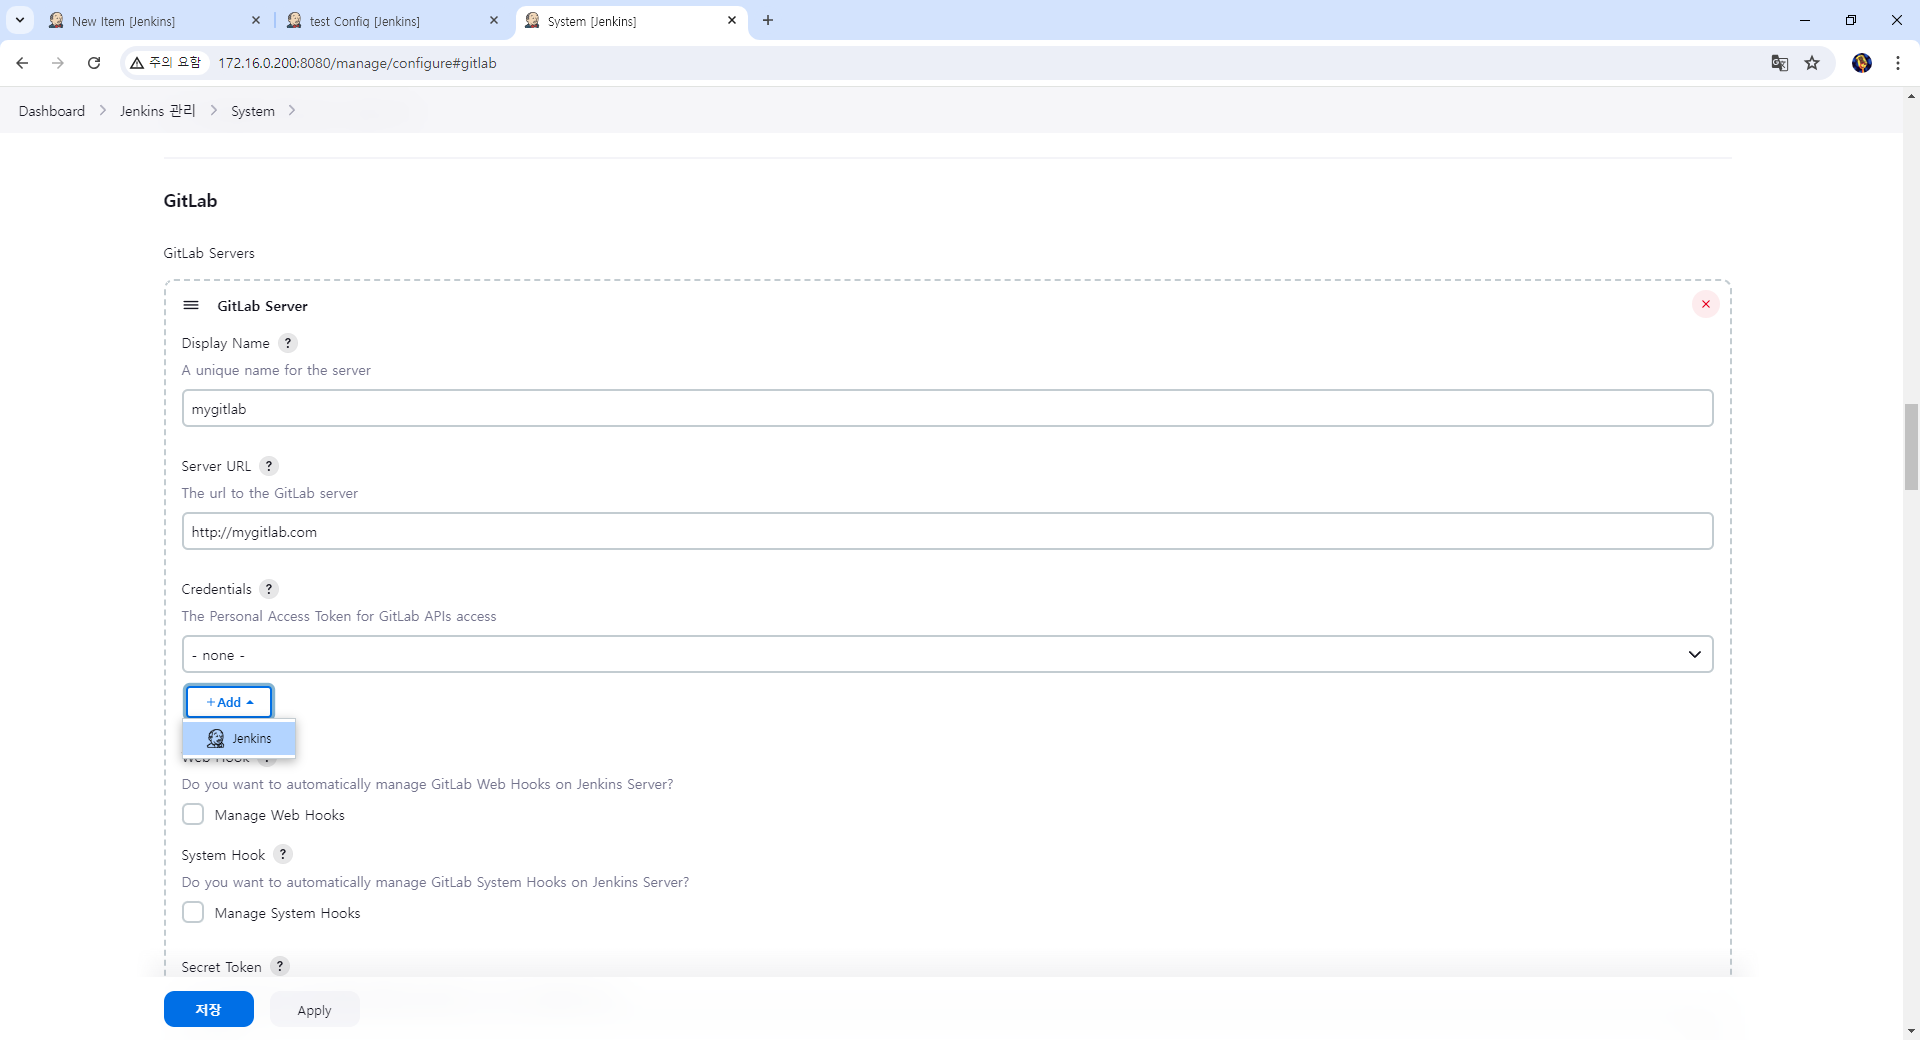 New Item [Jenkins]
test Config [Jenkins]
System [Jenkins]
주의 요함
172.16.0.200:8080/manage/configure#gitlab
Dashboard
Jenkins 관리
System
GitLab
GitLab Servers
GitLab Server
Display Name ?
A unique name for the server
mygitlab
Server URL ?
The url to the GitLab server
http://mygitlab.com
Credentials ?
The Personal Access Token for GitLab APIs access
- none -
+Add
Jenkins
Web Hook ?
Do you want to automatically manage GitLab Web Hooks on Jenkins Server?
Manage Web Hooks
System Hook ?
Do you want to automatically manage GitLab System Hooks on Jenkins Server?
Manage System Hooks
Secret Token ?
저장
Apply